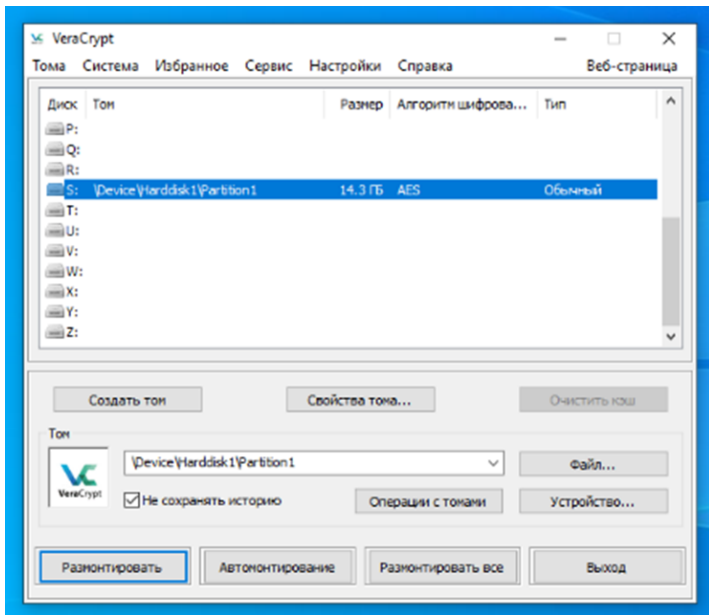 VeraCrypt
Тома Система Избранное Сервис Настройки Справка Веб-страница
Диск Том Размер Алгоритм шифрова... Тип
P:
Q:
R:
S: \Device\Harddisk1\Partition1 14.3 ГБ AES Обычный
T:
U:
V:
W:
X:
Y:
Z:
Создать том Свойства тома... Очистить кэш
Том
\Device\Harddisk1\Partition1 Файл...
VeraCrypt Не сохранять историю Операции с томами Устройство...
Размонтировать Автомонтирование Размонтировать все Выход